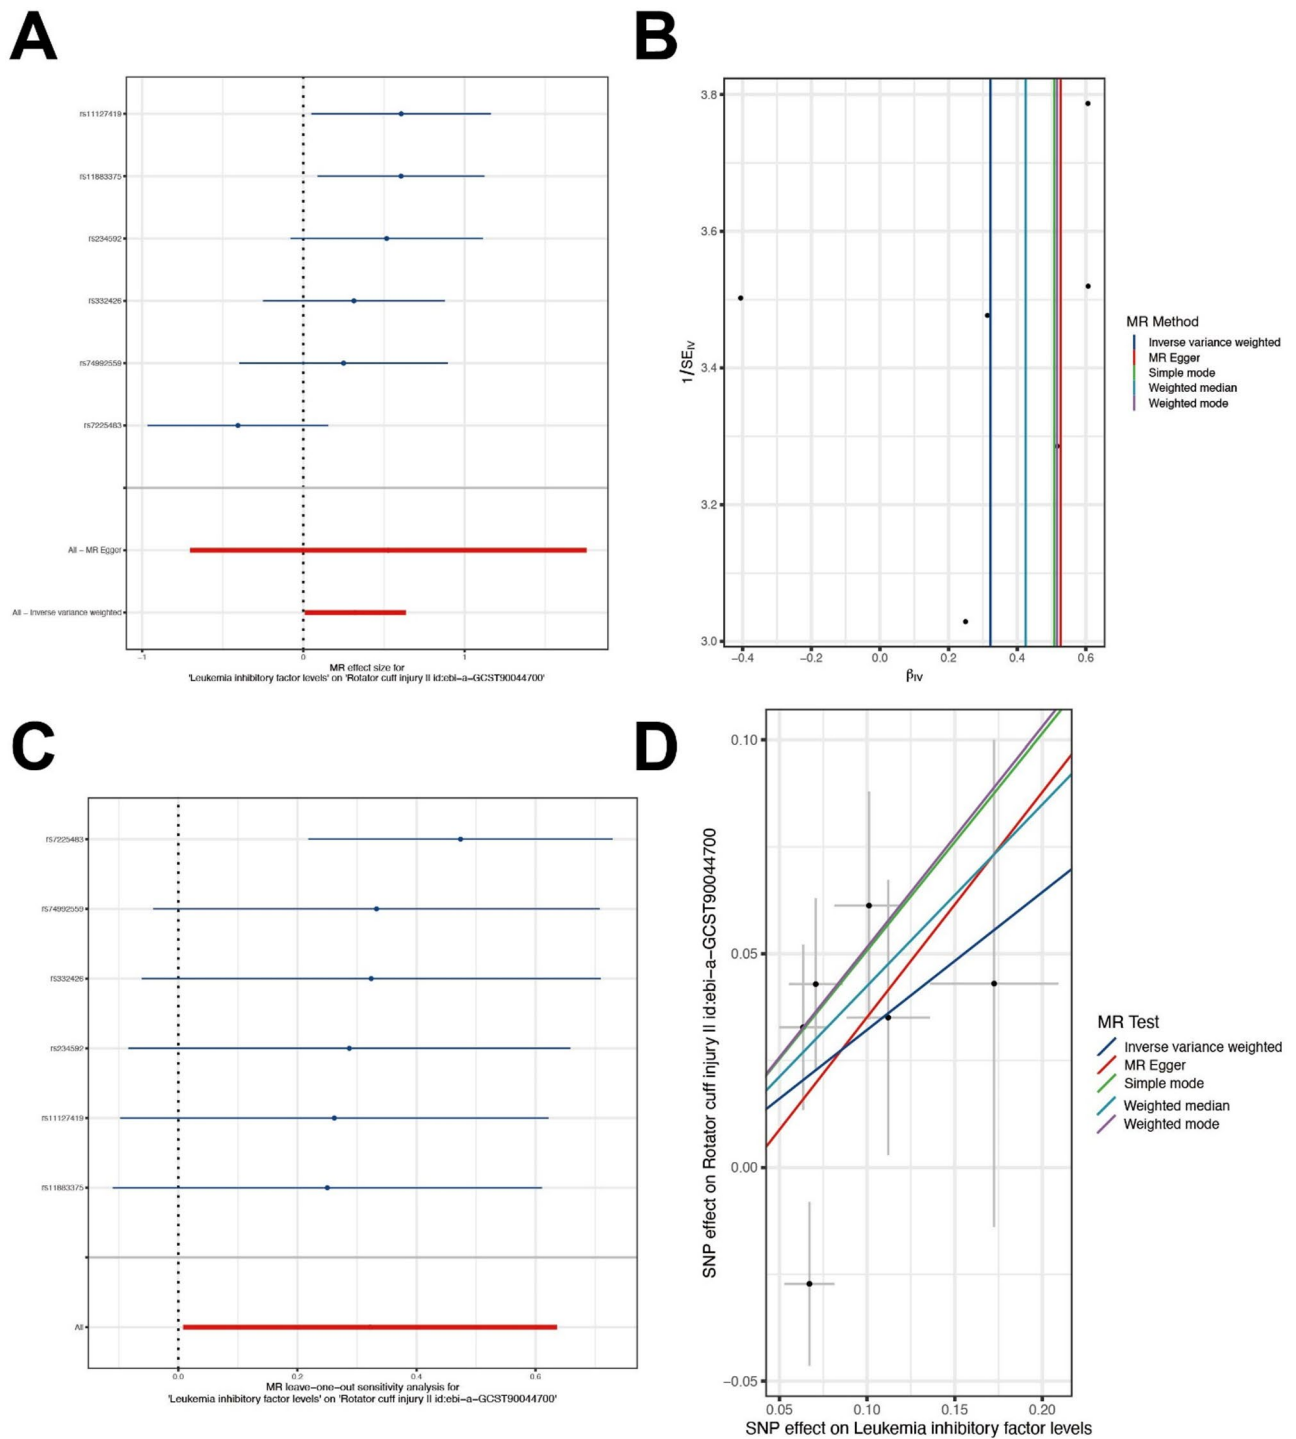 A
rs11127419
rs11883375
rs234592
rs332426
rs74992559
rs7225483
All − MR Egger
All − Inverse variance weighted
−1
0
1
MR effect size for
'Leukemia inhibitory factor levels' on 'Rotator cuff injury || id:ebi−a−GCST90044700'
B
3.8
3.6
3.4
3.2
3.0
1/SEIV
−0.4
−0.2
0.0
0.2
0.4
0.6
βIV
MR Method
Inverse variance weighted
MR Egger
Simple mode
Weighted median
Weighted mode
C
rs7225483
rs74992559
rs332426
rs234592
rs11127419
rs11883375
All
0.0
0.2
0.4
0.6
MR leave−one−out sensitivity analysis for
'Leukemia inhibitory factor levels' on 'Rotator cuff injury || id:ebi−a−GCST90044700'
D
0.10
0.05
0.00
−0.05
SNP effect on Rotator cuff injury || id:ebi−a−GCST90044700
0.05
0.10
0.15
0.20
SNP effect on Leukemia inhibitory factor levels
MR Test
Inverse variance weighted
MR Egger
Simple mode
Weighted median
Weighted mode